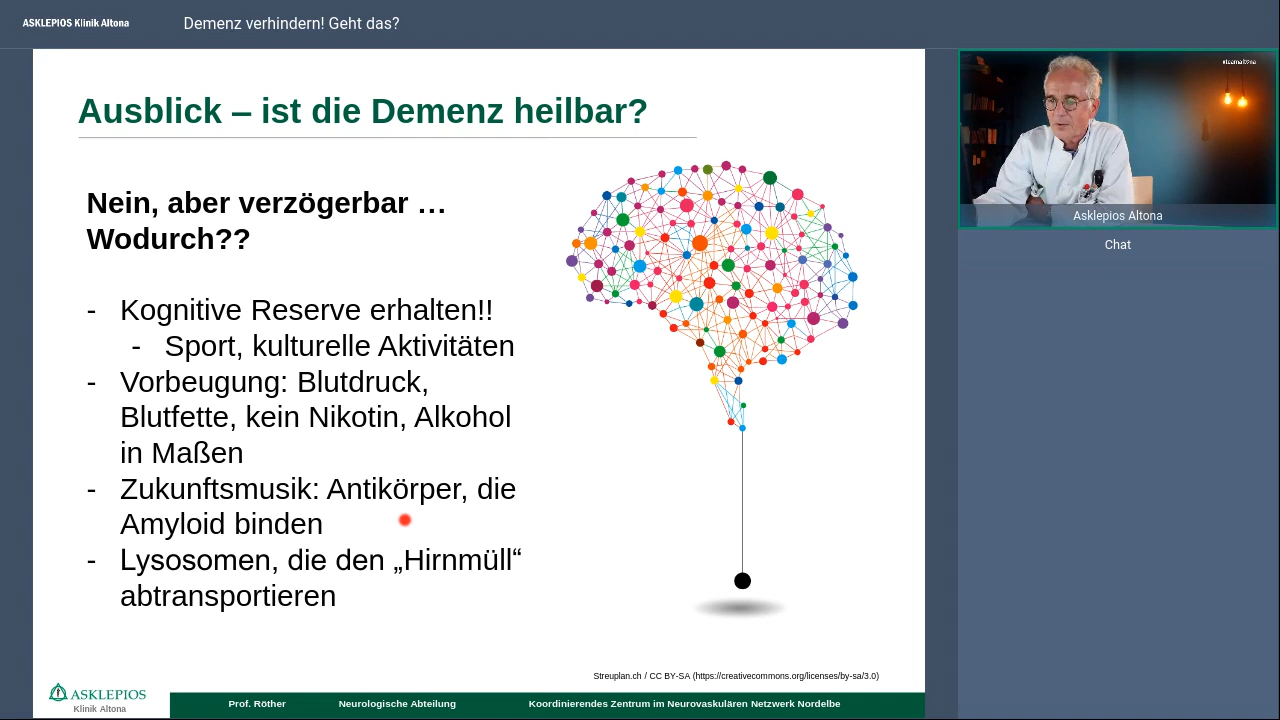 ASKLEPIOS Klinik Altona
Demenz verhindern! Geht das?
Ausblick – ist die Demenz heilbar?
Nein, aber verzögerbar …
Wodurch??
- Kognitive Reserve erhalten!!
- Sport, kulturelle Aktivitäten
- Vorbeugung: Blutdruck,
Blutfette, kein Nikotin, Alkohol
in Maßen
- Zukunftsmusik: Antikörper, die
Amyloid binden
- Lysosomen, die den „Hirnmüll“
abtransportieren
Streuplan.ch / CC BY-SA (https://creativecommons.org/licenses/by-sa/3.0)
ASKLEPIOS
Klinik Altona
Prof. Röther Neurologische Abteilung Koordinierendes Zentrum im Neurovaskulären Netzwerk Nordelbe
#teamaltona
Asklepios Altona
Chat